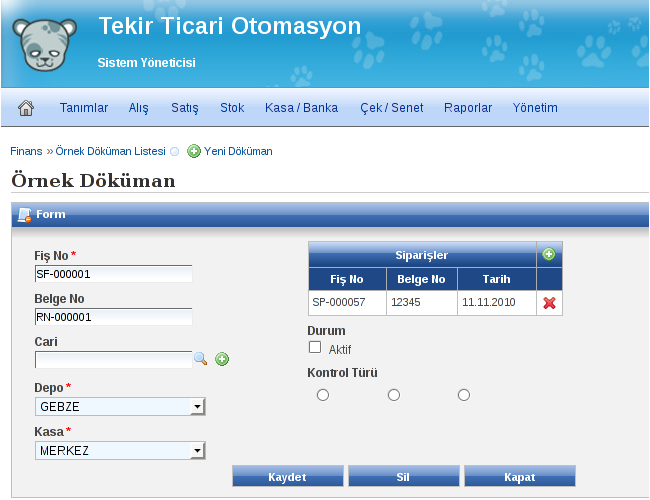 Tekir Ticari Otomasyon
Sistem Yöneticisi
Tanımlar Alış Satış Stok Kasa / Banka Çek / Senet Raporlar Yönetim
Finans » Örnek Döküman Listesi Yeni Döküman
Örnek Döküman
Form
Fiş No *
SF-000001
Belge No
RN-000001
Cari
Depo *
GEBZE
Kasa *
MERKEZ
Siparişler
Fiş No Belge No Tarih
SP-000057 12345 11.11.2010
Durum
Aktif
Kontrol Türü
Kaydet Sil Kapat